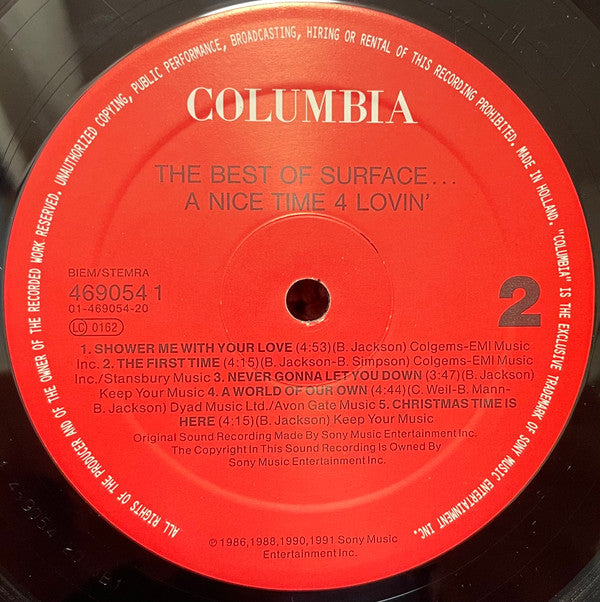 ALL RIGHTS OF THE PRODUCER AND OF THE OWNER OF THE RECORDED WORK RESERVED. UNAUTHORIZED COPYING, PUBLIC PERFORMANCE, BROADCASTING, HIRING OR RENTAL OF THIS RECORDING PROHIBITED. MADE IN HOLLAND. "COLUMBIA" IS THE EXCLUSIVE TRADEMARK OF SONY MUSIC ENTERTAINMENT INC.
COLUMBIA
THE BEST OF SURFACE...
A NICE TIME 4 LOVIN'
BIEM/STEMRA
469054 1
01-469054-20
LC 0162
2
1. SHOWER ME WITH YOUR LOVE (4:53)(B. Jackson) Colgems-EMI Music
Inc. 2. THE FIRST TIME (4:15)(B. Jackson-B. Simpson) Colgems-EMI Music
Inc./Stansbury Music 3. NEVER GONNA LET YOU DOWN (3:47)(B. Jackson)
Keep Your Music 4. A WORLD OF OUR OWN (4:44)(C. Weil-B. Mann-
B. Jackson) Dyad Music Ltd./Avon Gate Music 5. CHRISTMAS TIME IS
HERE (4:15)(B. Jackson) Keep Your Music
Original Sound Recording Made By Sony Music Entertainment Inc.
The Copyright In This Sound Recording Is Owned By
Sony Music Entertainment Inc.
℗ 1986,1988,1990,1991 Sony Music
Entertainment Inc.